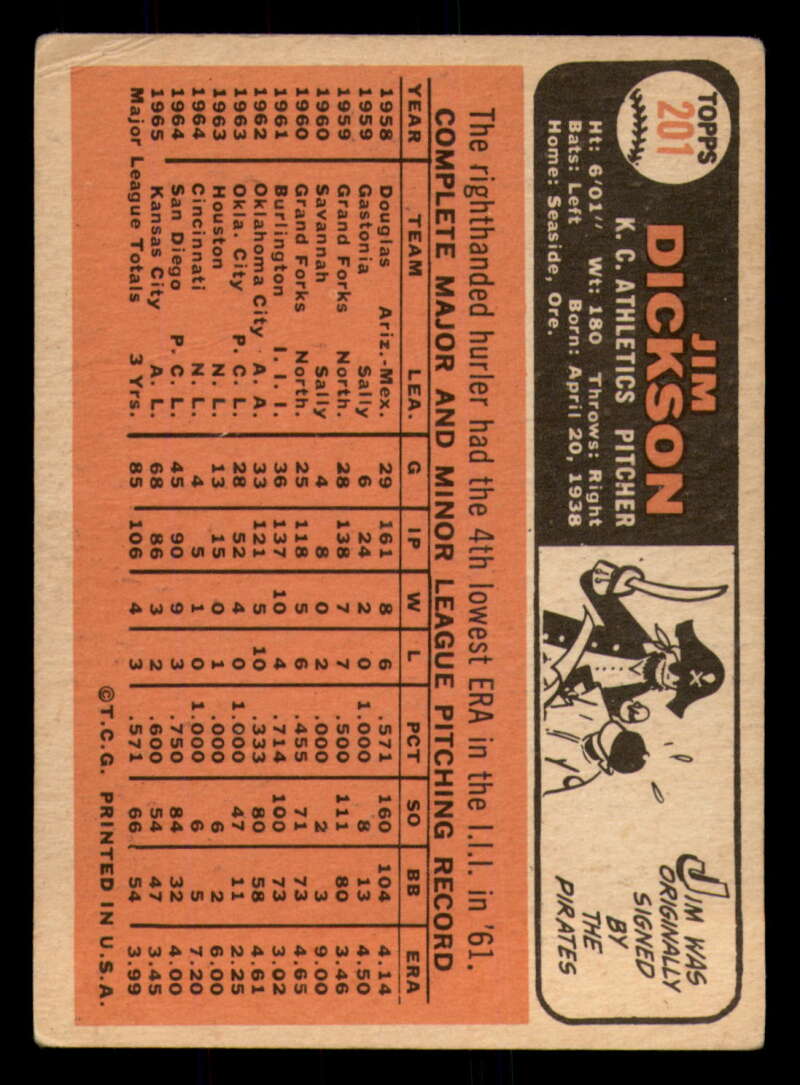 TOPPS
201
JIM
DICKSON
K. C. ATHLETICS PITCHER
Ht: 6'01" Wt: 180 Throws: Right
Bats: Left Born: April 20, 1938
Home: Seaside, Ore.
JIM WAS
ORIGINALLY
SIGNED
BY
THE
PIRATES
The righthanded hurler had the 4th lowest ERA in the I.I.I. in '61.
COMPLETE MAJOR AND MINOR LEAGUE PITCHING RECORD
YEAR TEAM LEA. G IP W L PCT SO BB ERA
1958 Douglas Ariz.-Mex. 29 161 8 6 .571 160 104 4.14
1959 Gastonia Sally 6 24 2 0 1.000 8 13 4.50
1959 Grand Forks North. 28 138 7 7 .500 111 80 3.46
1960 Savannah Sally 4 8 0 2 .000 2 3 9.00
1960 Grand Forks North. 25 118 5 6 .455 71 73 4.65
1961 Burlington I. I. I. 36 137 10 4 .714 100 73 3.02
1962 Oklahoma City A. A. 33 121 5 10 .333 80 58 4.61
1963 Okla. City P. C. L. 28 52 4 0 1.000 47 11 2.25
1963 Houston N. L. 13 15 0 1 .000 6 2 6.00
1964 Cincinnati N. L. 4 5 1 0 1.000 6 5 7.20
1964 San Diego P. C. L. 45 90 9 3 .750 84 32 4.00
1965 Kansas City A. L. 68 86 3 2 .600 54 47 3.45
Major League Totals 3 Yrs. 85 106 4 3 .571 66 54 3.99
©T.C.G. PRINTED IN U.S.A.